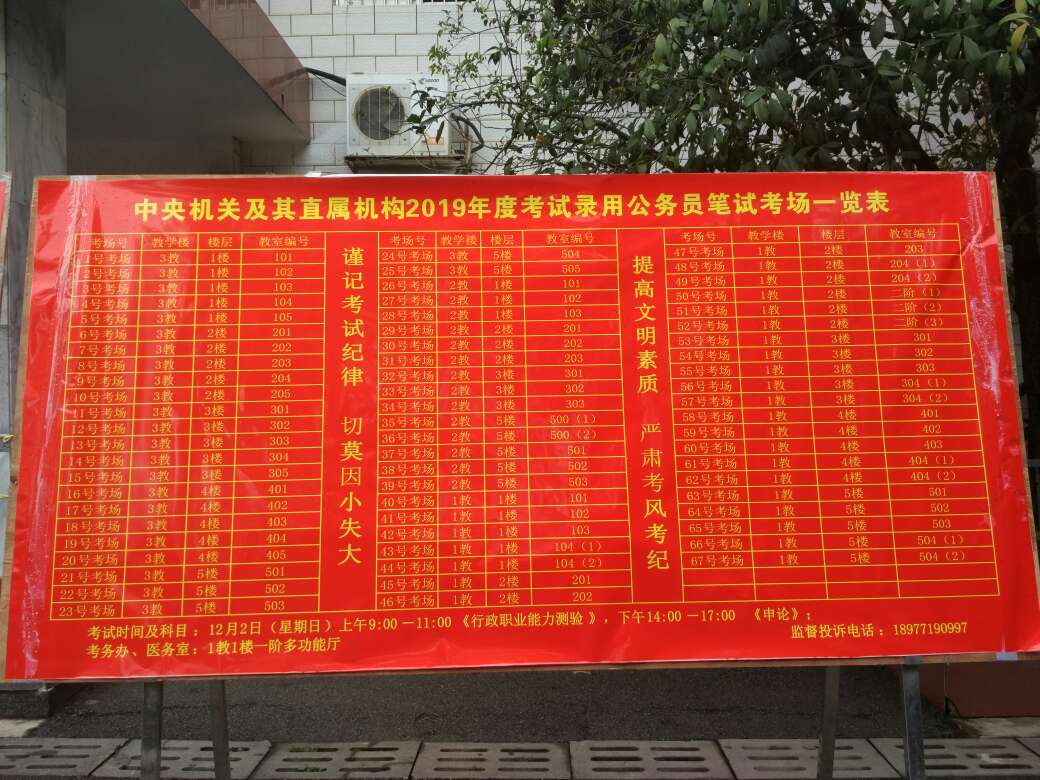 中央机关及其直属机构2019年度考试录用公务员笔试考场一览表
考场号 教学楼 楼层 教室编号
1号考场 3教 1楼 101
2号考场 3教 1楼 102
3号考场 3教 1楼 103
4号考场 3教 1楼 104
5号考场 3教 1楼 105
6号考场 3教 2楼 201
7号考场 3教 2楼 202
8号考场 3教 2楼 203
9号考场 3教 2楼 204
10号考场 3教 2楼 205
11号考场 3教 3楼 301
12号考场 3教 3楼 302
13号考场 3教 3楼 303
14号考场 3教 3楼 304
15号考场 3教 3楼 305
16号考场 3教 4楼 401
17号考场 3教 4楼 402
18号考场 3教 4楼 403
19号考场 3教 4楼 404
20号考场 3教 4楼 405
21号考场 3教 5楼 501
22号考场 3教 5楼 502
23号考场 3教 5楼 503
谨记考试纪律 切莫因小失大
考场号 教学楼 楼层 教室编号
24号考场 3教 5楼 504
25号考场 3教 5楼 505
26号考场 2教 1楼 101
27号考场 2教 1楼 102
28号考场 2教 1楼 103
29号考场 2教 2楼 201
30号考场 2教 2楼 202
31号考场 2教 2楼 203
32号考场 2教 3楼 301
33号考场 2教 3楼 302
34号考场 2教 3楼 303
35号考场 2教 5楼 500（1）
36号考场 2教 5楼 500（2）
37号考场 2教 5楼 501
38号考场 2教 5楼 502
39号考场 2教 5楼 503
40号考场 1教 1楼 101
41号考场 1教 1楼 102
42号考场 1教 1楼 103
43号考场 1教 1楼 104（1）
44号考场 1教 1楼 104（2）
45号考场 1教 2楼 201
46号考场 1教 2楼 202
提高文明素质 严肃考风考纪
考场号 教学楼 楼层 教室编号
47号考场 1教 2楼 203
48号考场 1教 2楼 204（1）
49号考场 1教 2楼 204（2）
50号考场 1教 2楼 二阶（1）
51号考场 1教 2楼 二阶（2）
52号考场 1教 2楼 二阶（3）
53号考场 1教 3楼 301
54号考场 1教 3楼 302
55号考场 1教 3楼 303
56号考场 1教 3楼 304（1）
57号考场 1教 3楼 304（2）
58号考场 1教 4楼 401
59号考场 1教 4楼 402
60号考场 1教 4楼 403
61号考场 1教 4楼 404（1）
62号考场 1教 4楼 404（2）
63号考场 1教 5楼 501
64号考场 1教 5楼 502
65号考场 1教 5楼 503
66号考场 1教 5楼 504（1）
67号考场 1教 5楼 504（2）
考试时间及科目：12月2日（星期日）上午9:00－11:00《行政职业能力测验》，下午14:00－17:00 《申论》；
考务办、医务室：1教1楼一阶多功能厅
监督投诉电话：18977190997